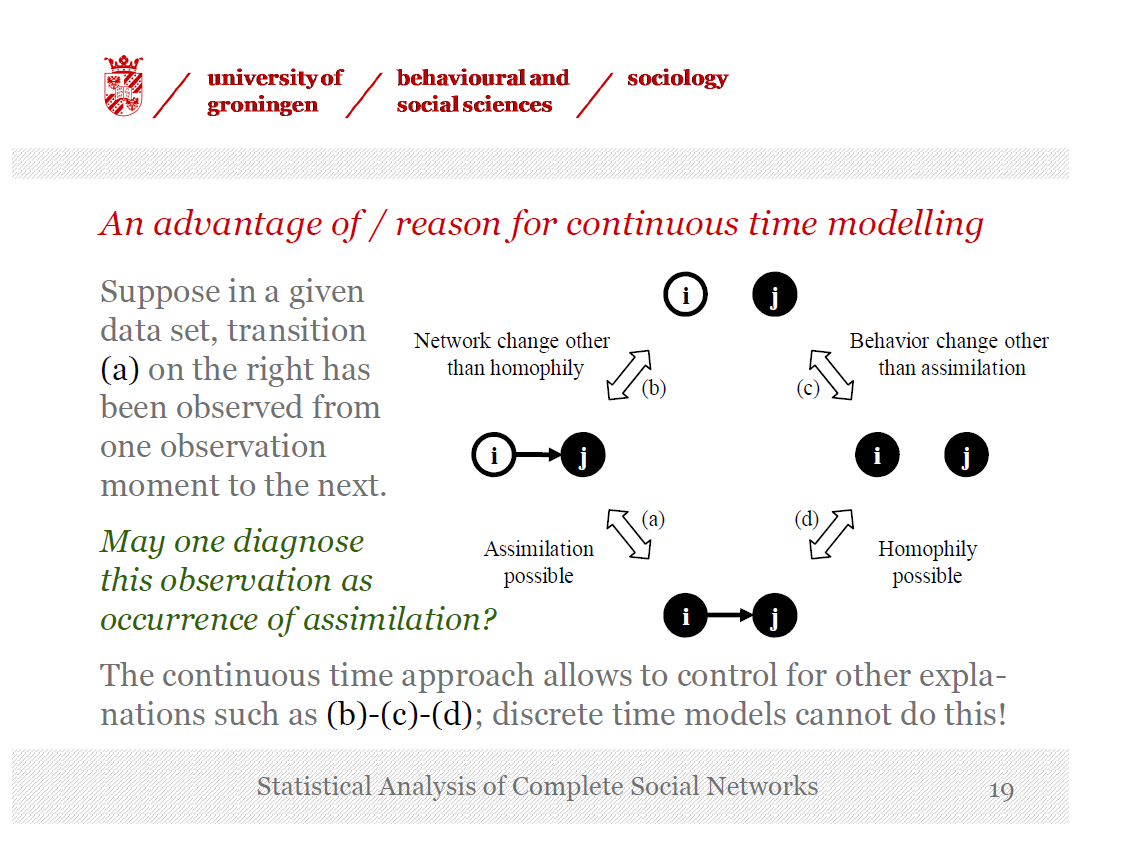 university of
groningen
behavioural and
social sciences
sociology
An advantage of / reason for continuous time modelling
Suppose in a given
data set, transition
(a) on the right has
been observed from
one observation
moment to the next.
May one diagnose
this observation as
occurrence of assimilation?
i
j
Network change other
than homophily
(b)
Behavior change other
than assimilation
(c)
i
j
i
j
(a)
Assimilation
possible
(d)
Homophily
possible
i
j
The continuous time approach allows to control for other expla-
nations such as (b)-(c)-(d); discrete time models cannot do this!
Statistical Analysis of Complete Social Networks
19